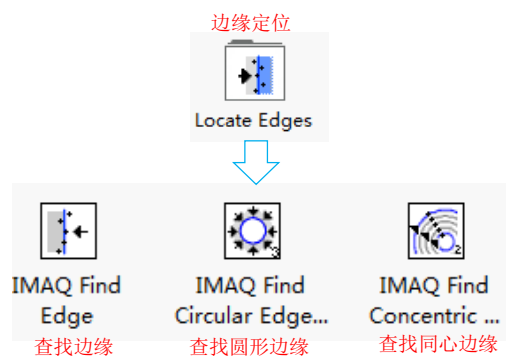 边缘定位
Locate Edges
IMAQ Find Edge
IMAQ Find Circular Edge...
IMAQ Find Concentric ...
查找边缘
查找圆形边缘
查找同心边缘